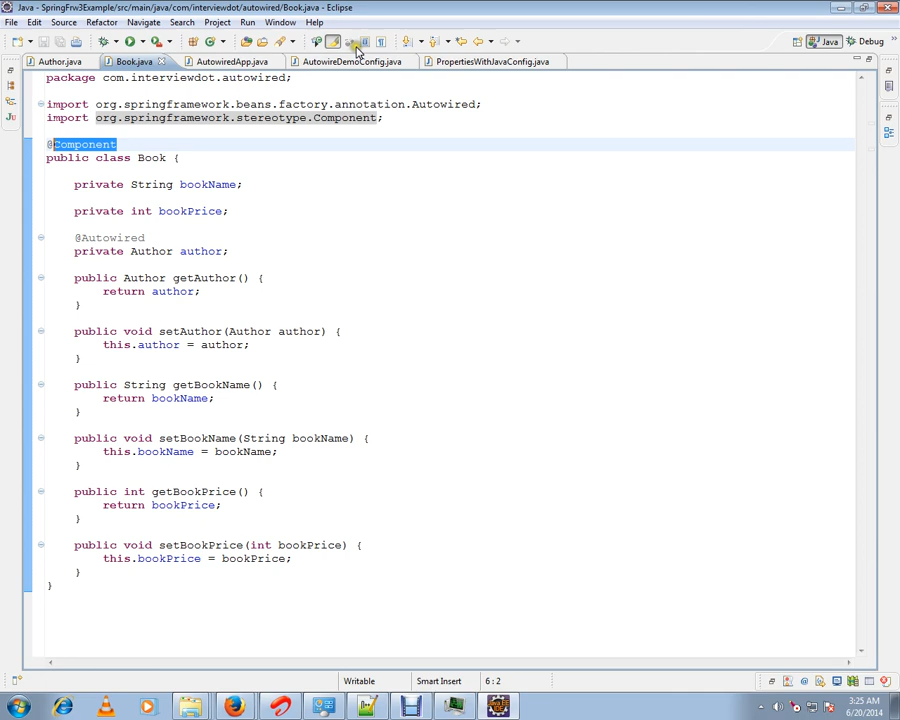 Java - SpringFrw3Example/src/main/java/com/interviewdot/autowired/Book.java - Eclipse
File Edit Source Refactor Navigate Search Project Run Window Help
Java Debug
Author.java Book.java AutowiredApp.java AutowireDemoConfig.java PropertiesWithJavaConfig.java
package com.interviewdot.autowired;
import org.springframework.beans.factory.annotation.Autowired;
import org.springframework.stereotype.Component;
@Component
public class Book {
private String bookName;
private int bookPrice;
@Autowired
private Author author;
public Author getAuthor() {
return author;
}
public void setAuthor(Author author) {
this.author = author;
}
public String getBookName() {
return bookName;
}
public void setBookName(String bookName) {
this.bookName = bookName;
}
public int getBookPrice() {
return bookPrice;
}
public void setBookPrice(int bookPrice) {
this.bookPrice = bookPrice;
}
}
Writable Smart Insert 6 : 2
3:25 AM
6/20/2014